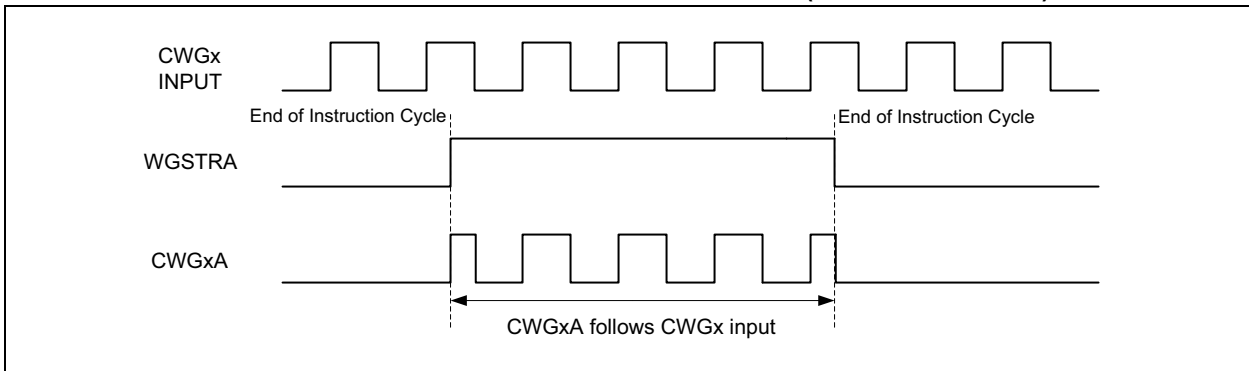 CWGx
INPUT
End of Instruction Cycle
End of Instruction Cycle
WGSTRA
CWGxA
CWGxA follows CWGx input